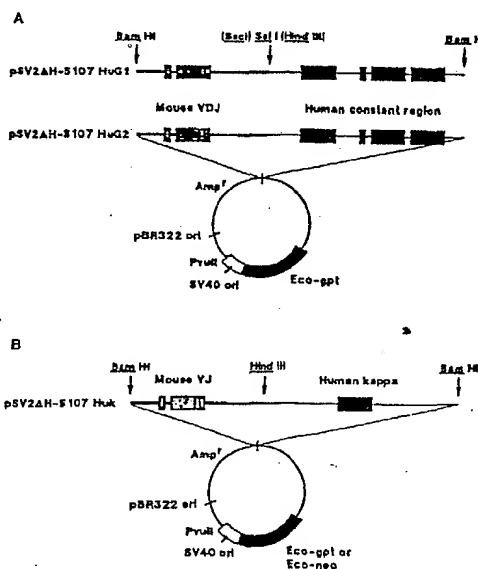 A
Bam HI
(SacI) Sal I (Hind III)
Bam H
pSV2ΔH-S107 HuG1
Mouse VDJ
Human constant region
pSV2ΔH-S107 HuG2
Amp r
pBR322 ori
PvuII
SV40 ori
Eco-gpt
B
Bam HI
Mouse VJ
Hind III
Human kappa
Bam HI
pSV2ΔH-S107 Huk
Amp r
pBR322 ori
PvuII
SV40 ori
Eco-gpt or
Eco-neo